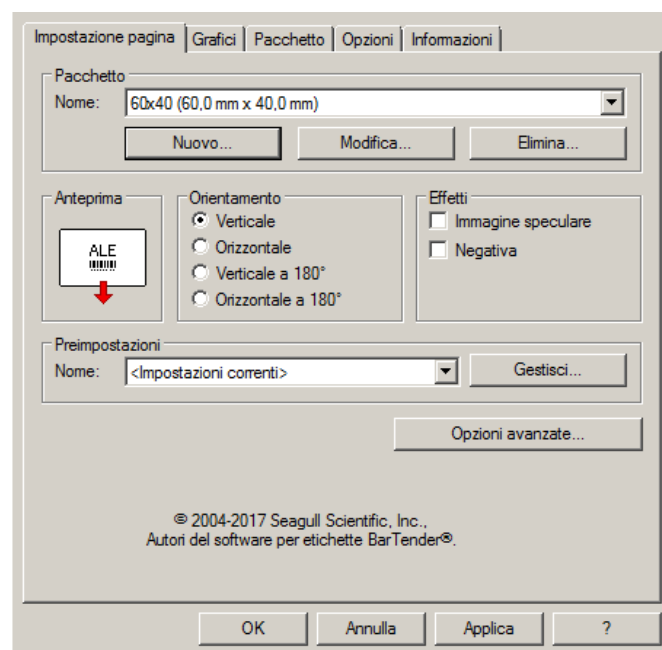 Impostazione pagina Grafici Pacchetto Opzioni Informazioni
Pacchetto
Nome: 60x40 (60,0 mm x 40,0 mm)
Nuovo... Modifica... Elimina...
Anteprima
ALE
Orientamento
Verticale
Orizzontale
Verticale a 180°
Orizzontale a 180°
Effetti
Immagine speculare
Negativa
Preimpostazioni
Nome: <Impostazioni correnti> Gestisci...
Opzioni avanzate...
© 2004-2017 Seagull Scientific, Inc.,
Autori del software per etichette BarTender®.
OK Annulla Applica ?